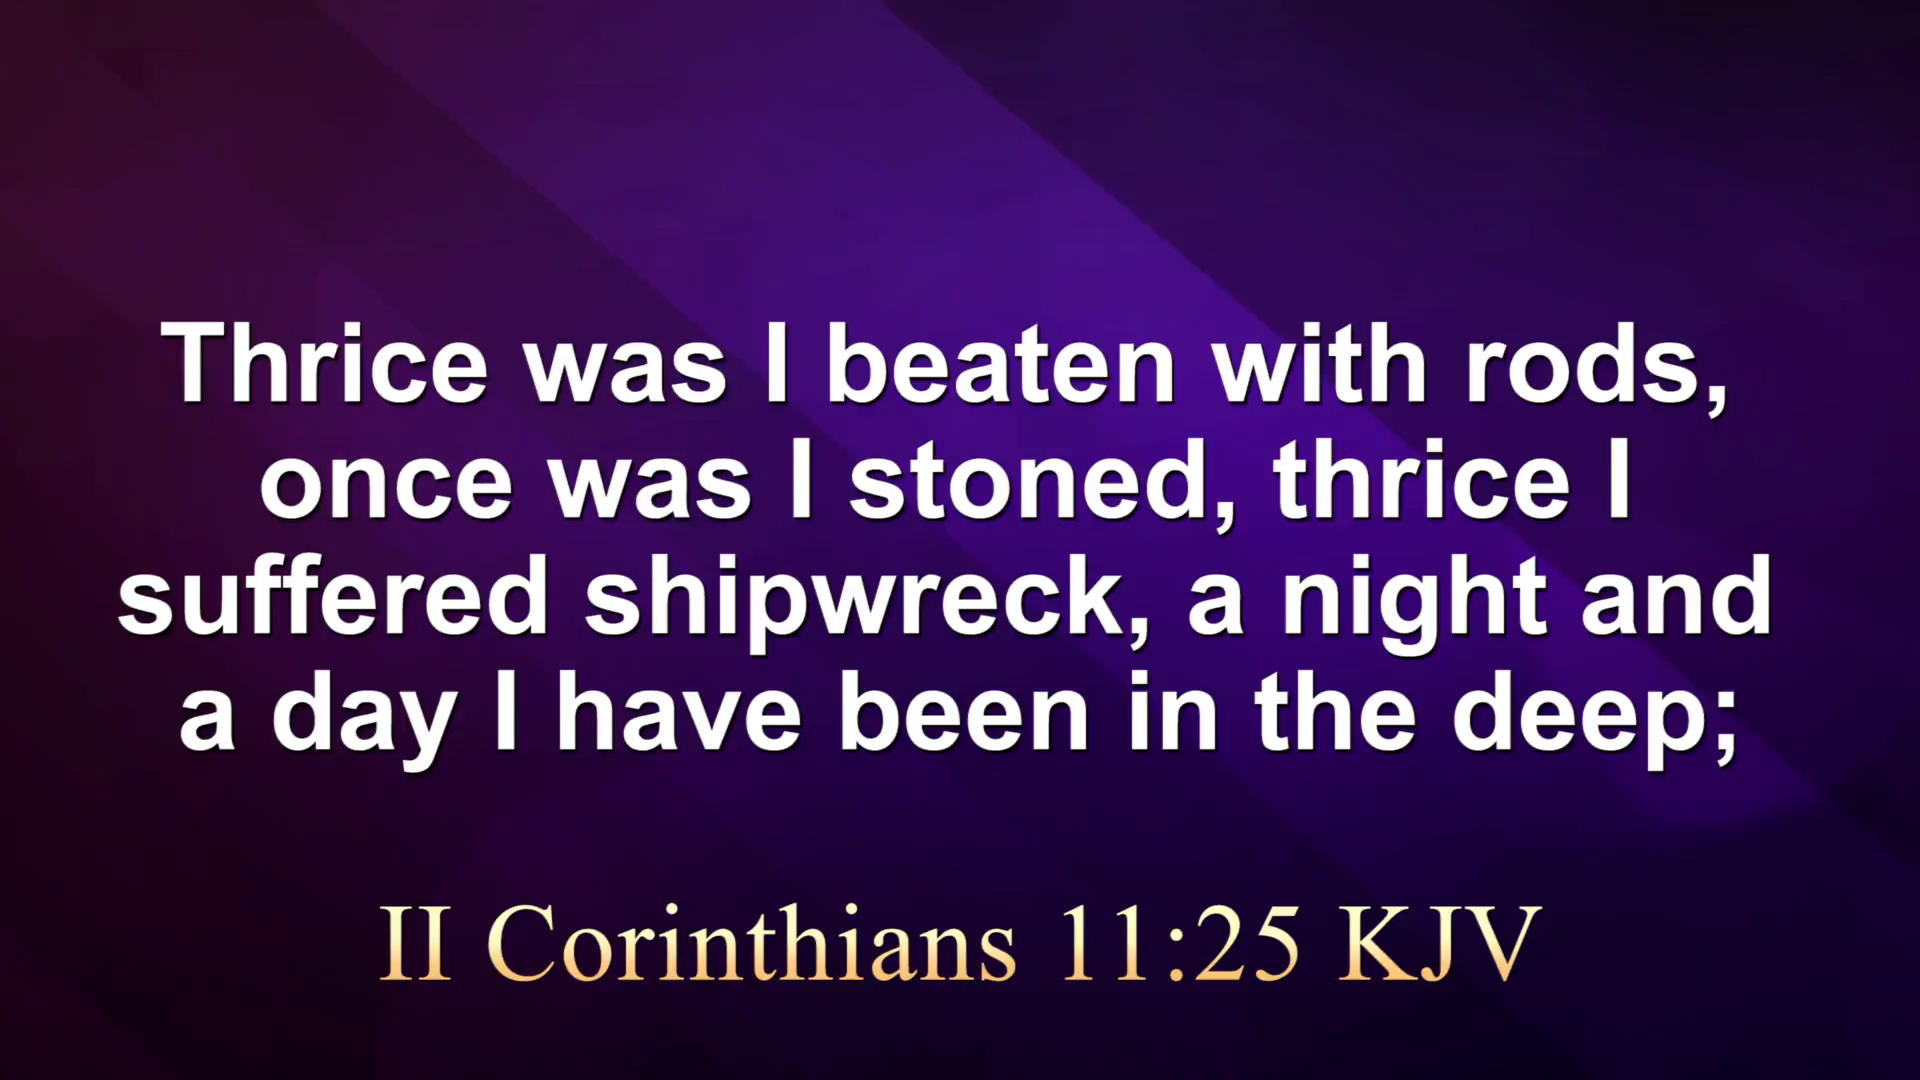 Thrice was I beaten with rods,
once was I stoned, thrice I
suffered shipwreck, a night and
a day I have been in the deep;
II Corinthians 11:25 KJV